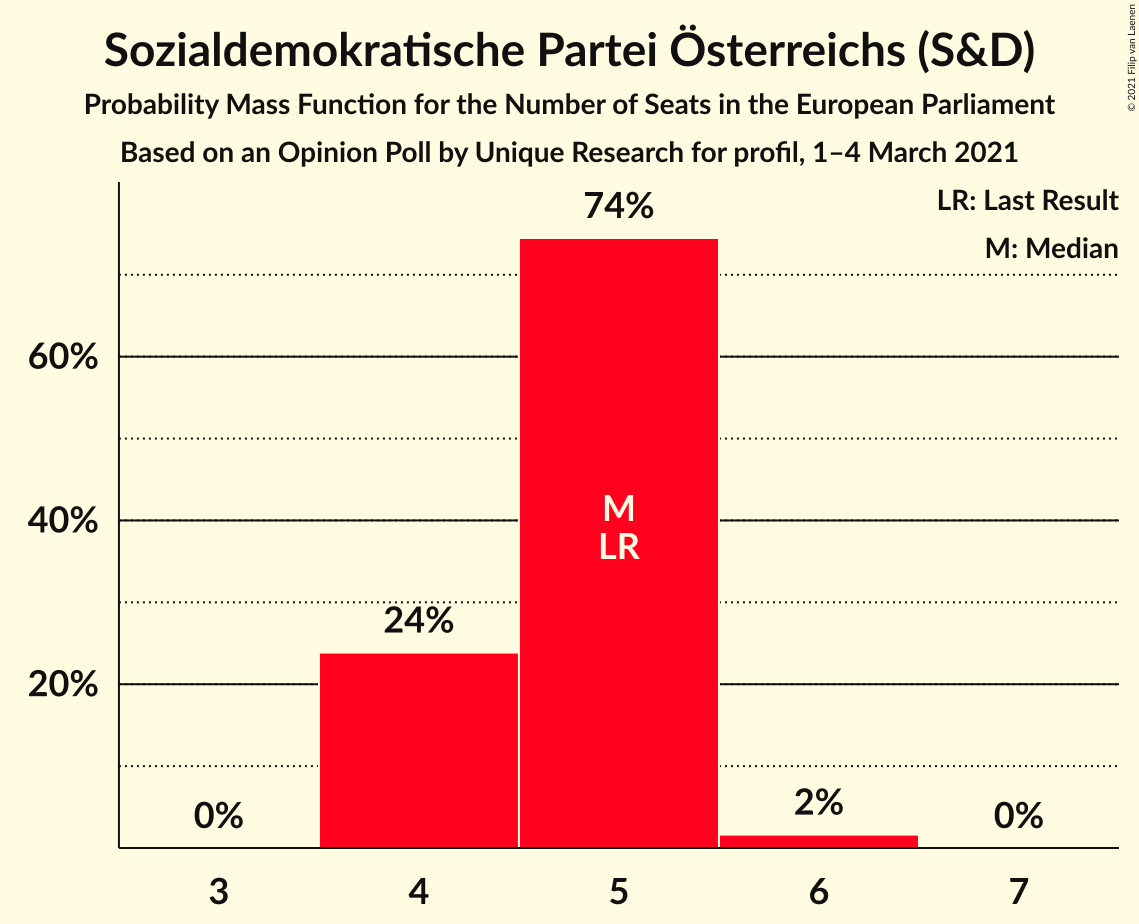 Sozialdemokratische Partei Österreichs (S&D)
Probability Mass Function for the Number of Seats in the European Parliament
Based on an Opinion Poll by Unique Research for profil, 1–4 March 2021
© 2021 Filip van Laenen
LR: Last Result
M: Median
74%
60%
M
40%
LR
24%
20%
2%
0%
0%
3
4
5
6
7